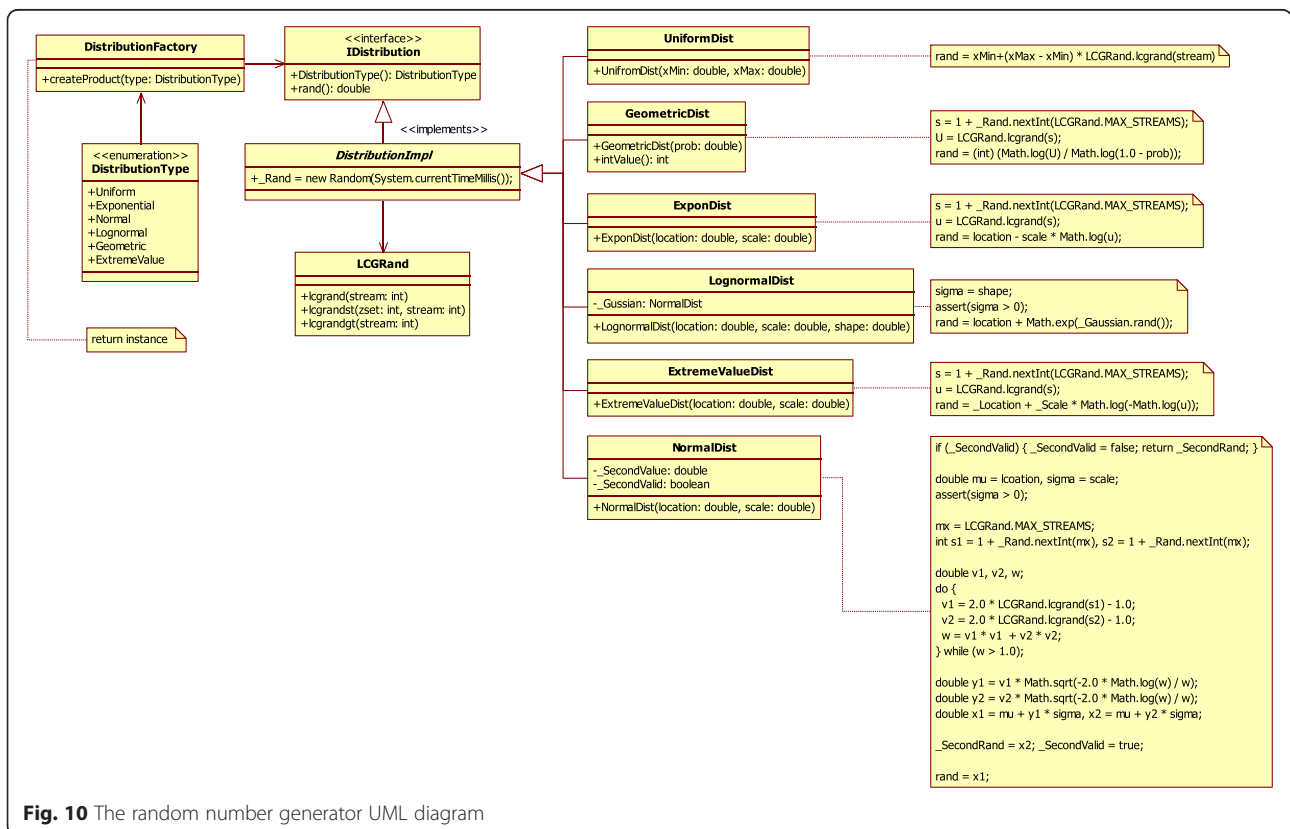 DistributionFactory
+createProduct(type: DistributionType)
<<interface>>
IDistribution
+DistributionType(): DistributionType
+rand(): double
<<implements>>
<<enumeration>>
DistributionType
+Uniform
+Exponential
+Normal
+Lognormal
+Geometric
+ExtremeValue
DistributionImpl
+_Rand = new Random(System.currentTimeMillis());
LCGRand
+lcgrand(stream: int)
+lcgrandst(zset: int, stream: int)
+lcgrandgt(stream: int)
return instance
UniformDist
+UnifromDist(xMin: double, xMax: double)
rand = xMin+(xMax - xMin) * LCGRand.lcgrand(stream)
GeometricDist
+GeometricDist(prob: double)
+intValue(): int
s = 1 + _Rand.nextInt(LCGRand.MAX_STREAMS);
U = LCGRand.lcgrand(s);
rand = (int) (Math.log(U) / Math.log(1.0 - prob));
ExponDist
+ExponDist(location: double, scale: double)
s = 1 + _Rand.nextInt(LCGRand.MAX_STREAMS);
u = LCGRand.lcgrand(s);
rand = location - scale * Math.log(u);
LognormalDist
-_Gussian: NormalDist
+LognormalDist(location: double, scale: double, shape: double)
sigma = shape;
assert(sigma > 0);
rand = location + Math.exp(_Gaussian.rand());
ExtremeValueDist
+ExtremeValueDist(location: double, scale: double)
s = 1 + _Rand.nextInt(LCGRand.MAX_STREAMS);
u = LCGRand.lcgrand(s);
rand = _Location + _Scale * Math.log(-Math.log(u));
NormalDist
-_SecondValue: double
-_SecondValid: boolean
+NormalDist(location: double, scale: double)
if (_SecondValid) { _SecondValid = false; return _SecondRand; }
double mu = lcoation, sigma = scale;
assert(sigma > 0);
mx = LCGRand.MAX_STREAMS;
int s1 = 1 + _Rand.nextInt(mx), s2 = 1 + _Rand.nextInt(mx);
double v1, v2, w;
do {
v1 = 2.0 * LCGRand.lcgrand(s1) - 1.0;
v2 = 2.0 * LCGRand.lcgrand(s2) - 1.0;
w = v1 * v1 + v2 * v2;
} while (w > 1.0);
double y1 = v1 * Math.sqrt(-2.0 * Math.log(w) / w);
double y2 = v2 * Math.sqrt(-2.0 * Math.log(w) / w);
double x1 = mu + y1 * sigma, x2 = mu + y2 * sigma;
_SecondRand = x2; _SecondValid = true;
rand = x1;
Fig. 10 The random number generator UML diagram